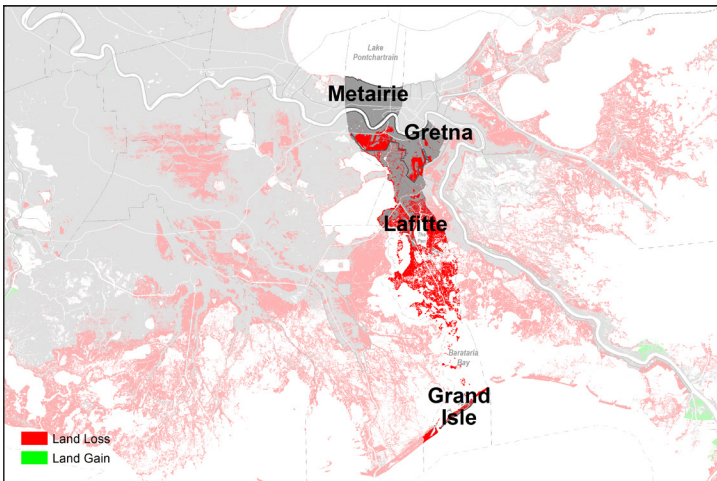 Lake
Pontchartrain
Metairie
Gretna
Lafitte
Barataria
Bay
Grand
Isle
Land Loss
Land Gain